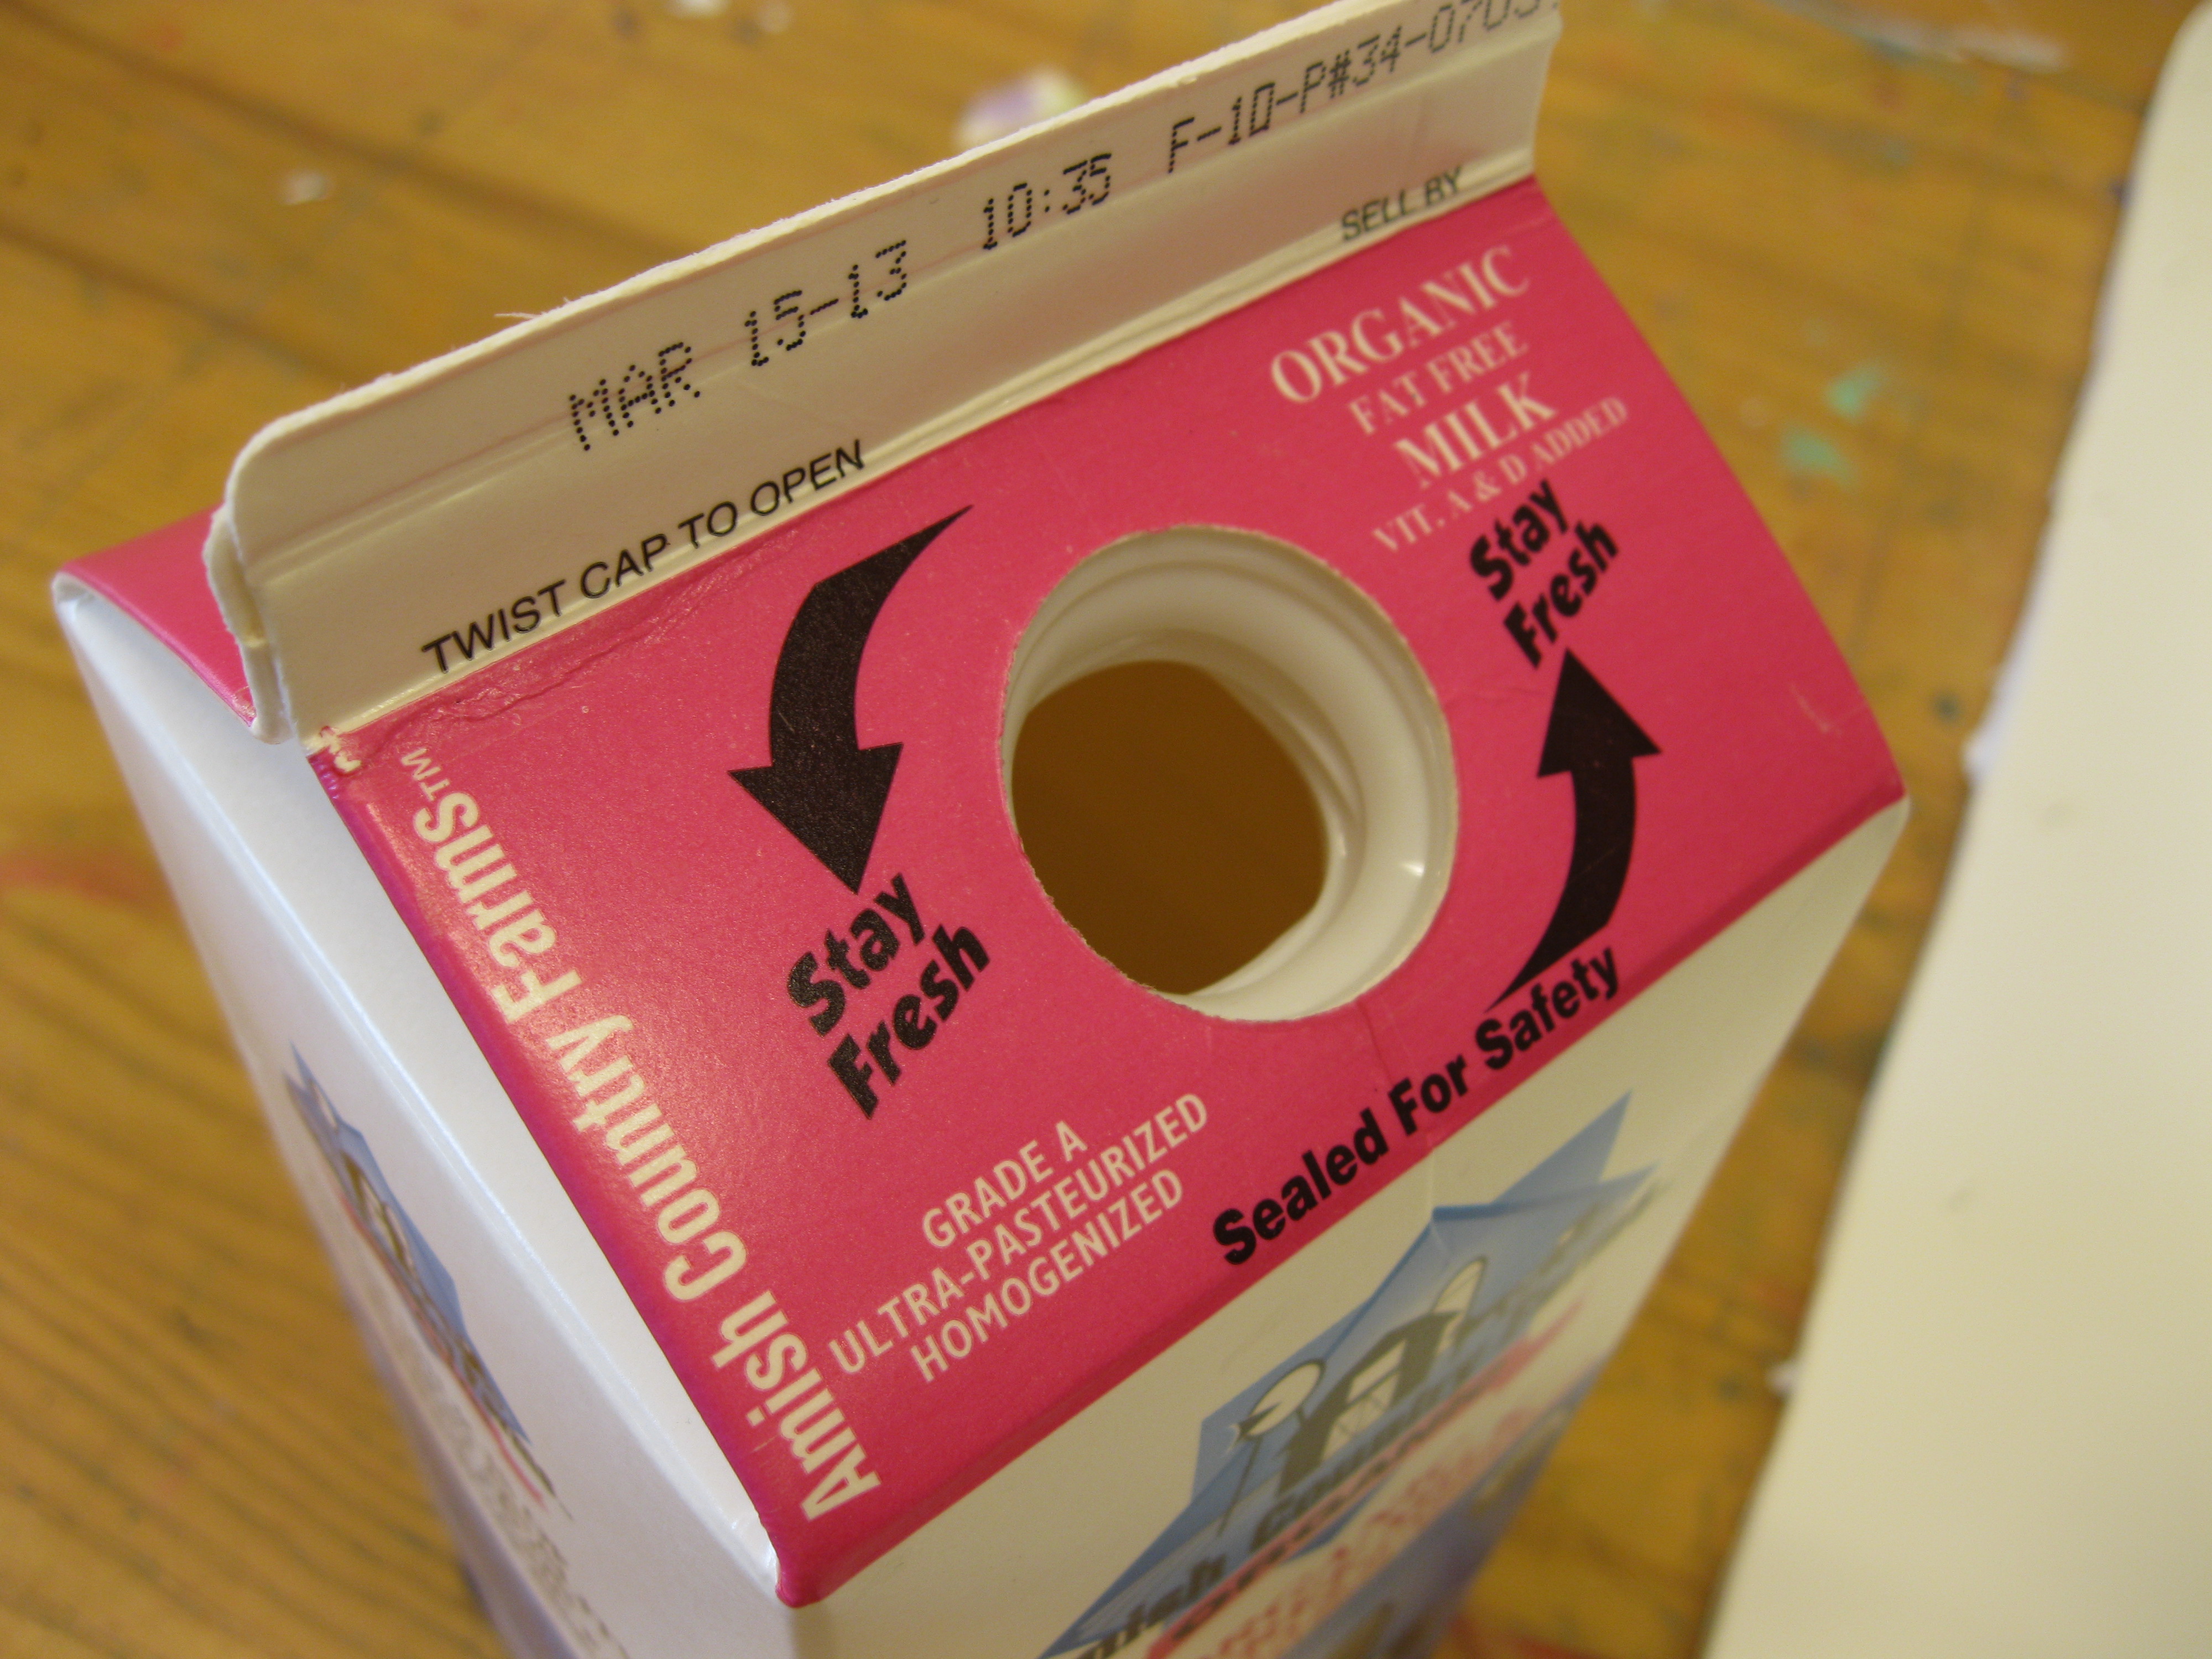 MAR 15-13 10:35 F-10-P#34-0703
TWIST CAP TO OPEN
SELL BY
ORGANIC
FAT FREE
MILK
VIT. A & D ADDED
Stay
Fresh
Stay
Fresh
Amish Country Farms™
GRADE A
ULTRA-PASTEURIZED
HOMOGENIZED
Sealed For Safety